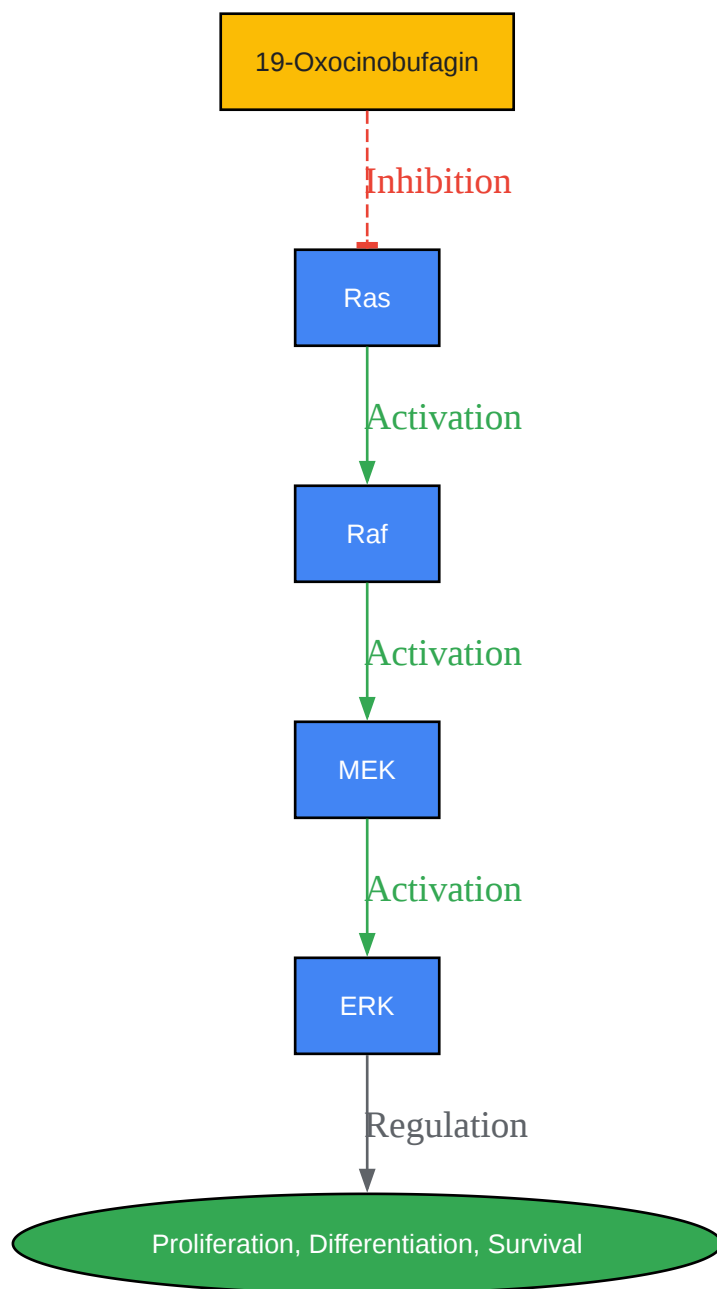 19-Oxocinobufagin
Inhibition
Ras
Activation
Raf
Activation
MEK
Activation
ERK
Regulation
Proliferation, Differentiation, Survival